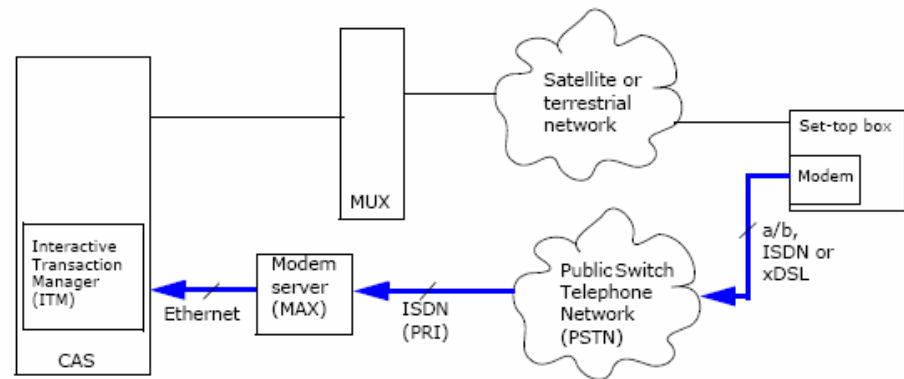 Satellite or
terrestrial
network
Set-top box
Modem
MUX
a/b,
ISDN or
xDSL
Interactive
Transaction
Manager
(ITM)
Ethernet
Modem
server
(MAX)
ISDN
(PRI)
Public Switch
Telephone
Network
(PSTN)
CAS